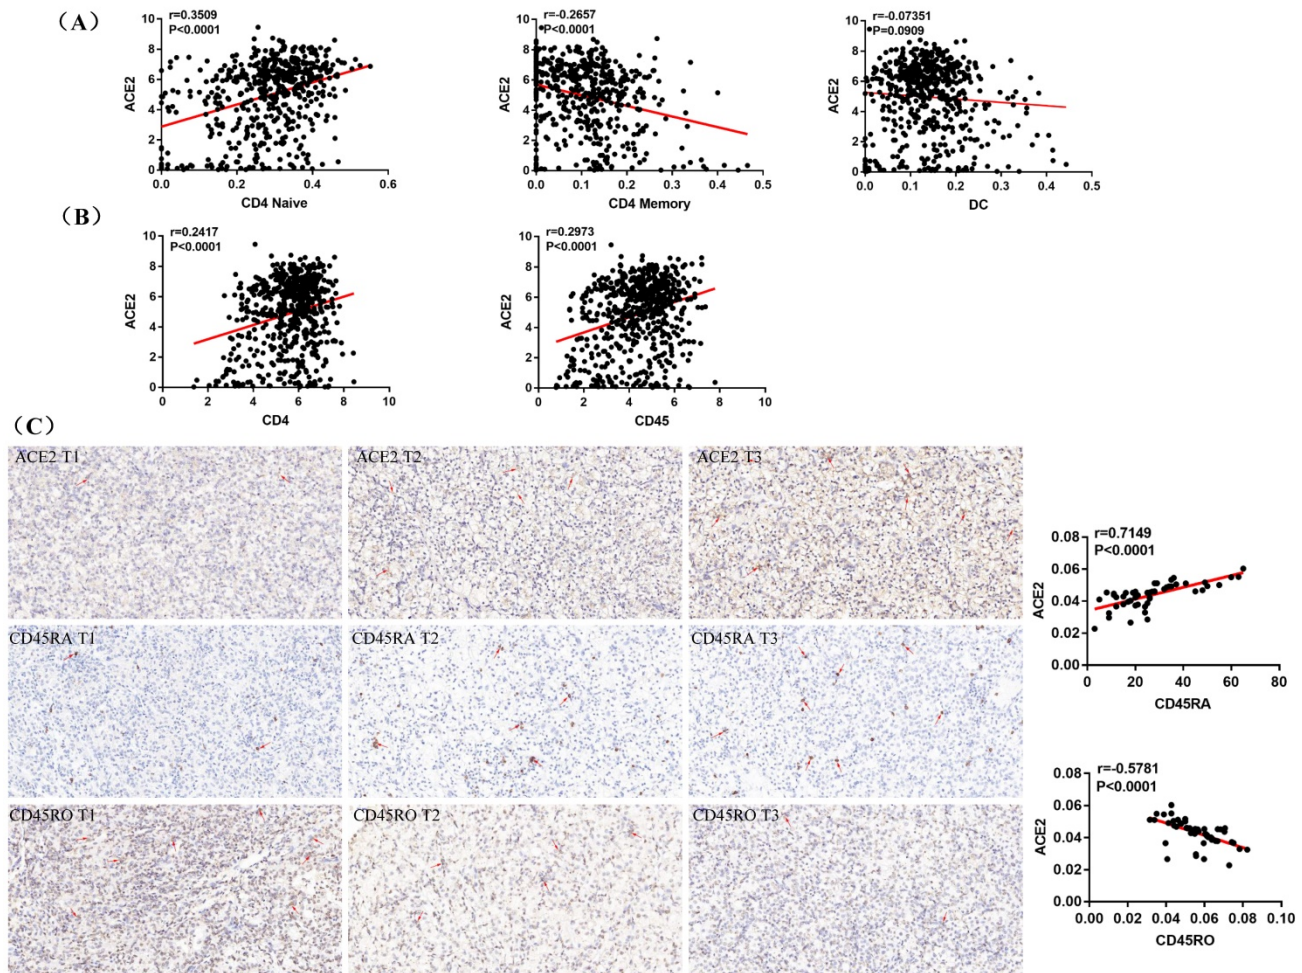 (A)
r=0.3509
P<0.0001
10
8
6
4
2
0
ACE2
0.0 0.2 0.4 0.6
CD4 Naive
r=-0.2657
P<0.0001
10
8
6
4
2
0
ACE2
0.0 0.1 0.2 0.3 0.4 0.5
CD4 Memory
r=-0.07351
P=0.0909
10
8
6
4
2
0
ACE2
0.0 0.1 0.2 0.3 0.4 0.5
DC
(B)
r=0.2417
P<0.0001
10
8
6
4
2
0
ACE2
0 2 4 6 8 10
CD4
r=0.2973
P<0.0001
10
8
6
4
2
0
ACE2
0 2 4 6 8 10
CD45
(C)
ACE2 T1
ACE2 T2
ACE2 T3
CD45RA T1
CD45RA T2
CD45RA T3
CD45RO T1
CD45RO T2
CD45RO T3
r=0.7149
P<0.0001
0.08
0.06
0.04
0.02
0.00
ACE2
0 20 40 60 80
CD45RA
r=-0.5781
P<0.0001
0.08
0.06
0.04
0.02
0.00
ACE2
0.00 0.02 0.04 0.06 0.08 0.10
CD45RO